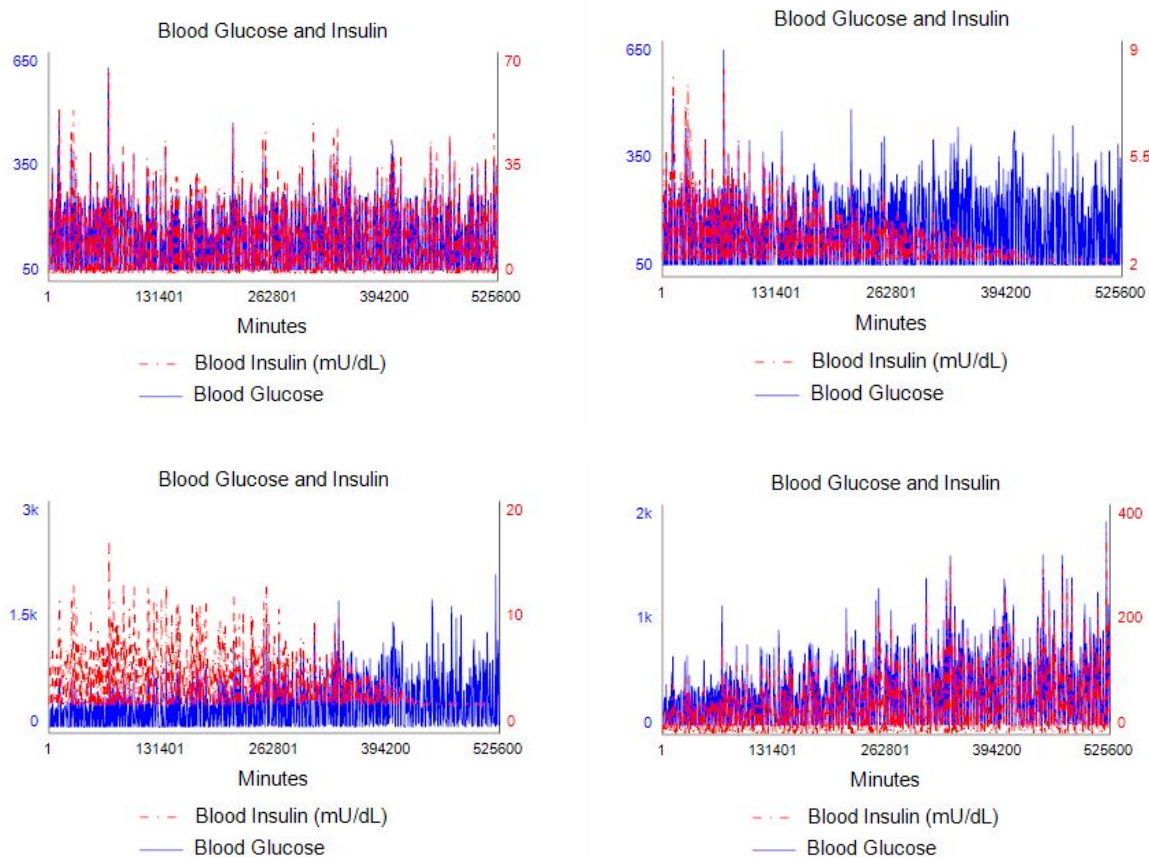 Blood Glucose and Insulin
650 70
350 35
50 0
1 131401 262801 394200 525600
Minutes
Blood Insulin (mU/dL)
Blood Glucose
Blood Glucose and Insulin
650 9
350 5.5
50 2
1 131401 262801 394200 525600
Minutes
Blood Insulin (mU/dL)
Blood Glucose
Blood Glucose and Insulin
3k 20
1.5k 10
0 0
1 131401 262801 394200 525600
Minutes
Blood Insulin (mU/dL)
Blood Glucose
Blood Glucose and Insulin
2k 400
1k 200
0 0
1 131401 262801 394200 525600
Minutes
Blood Insulin (mU/dL)
Blood Glucose